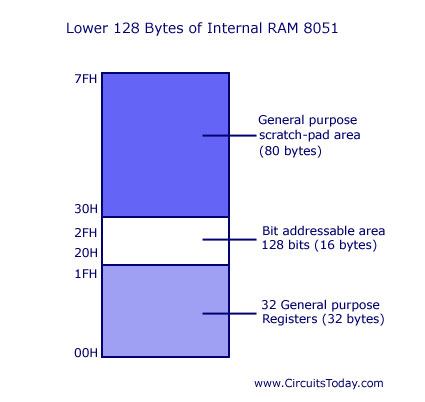 Lower 128 Bytes of Internal RAM 8051
7FH
General purpose
scratch-pad area
(80 bytes)
30H
2FH
Bit addressable area
128 bits (16 bytes)
20H
1FH
32 General purpose
Registers (32 bytes)
00H
www.CircuitsToday.com